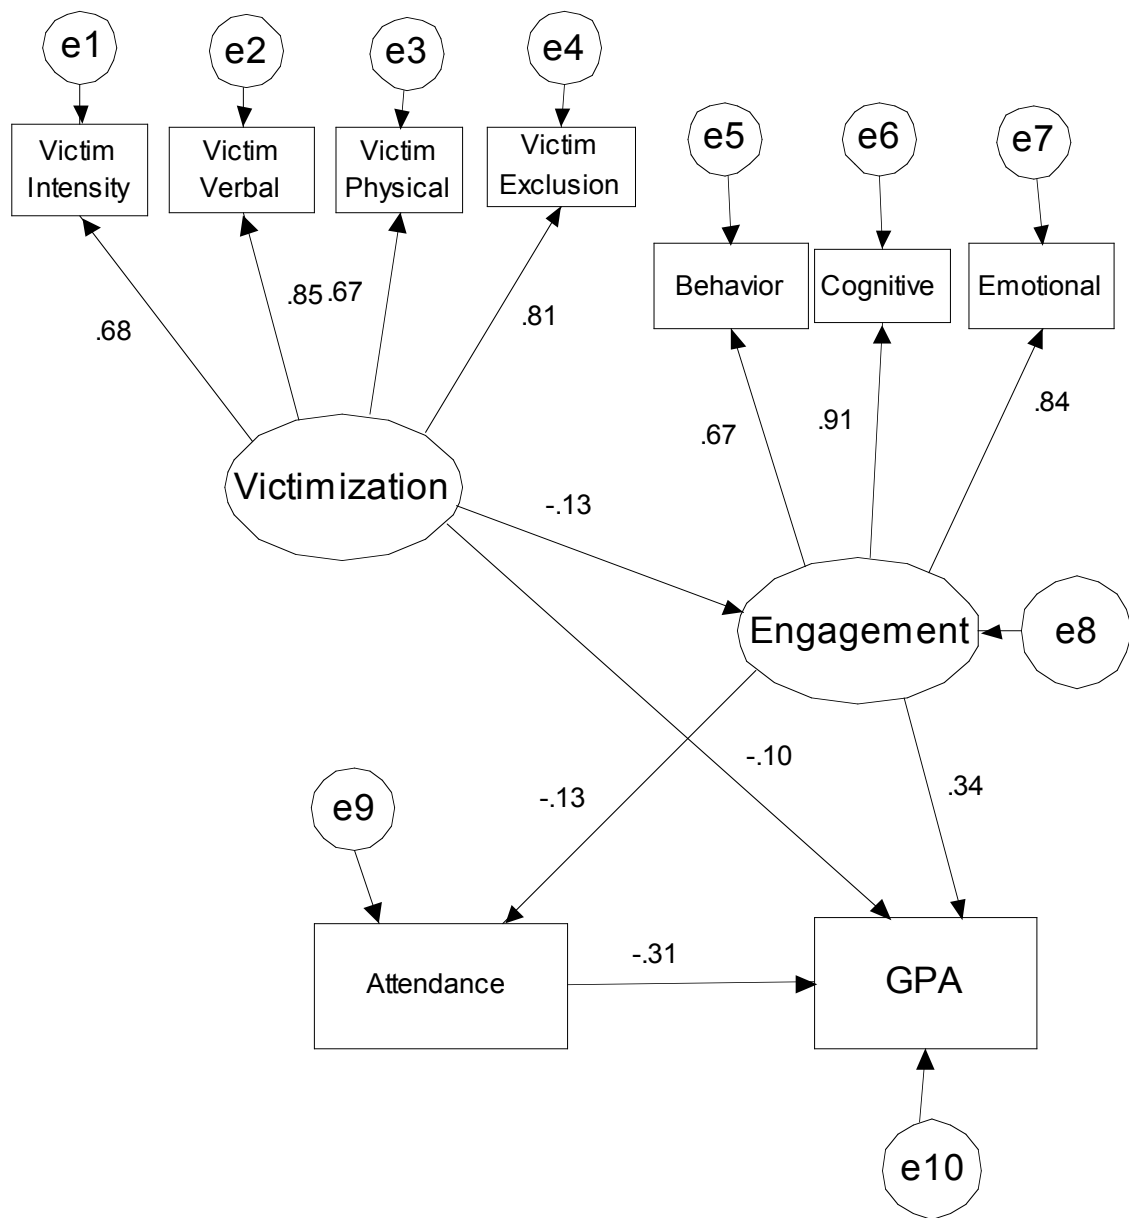 e1
e2
e3
e4
Victim
Intensity
Victim
Verbal
Victim
Physical
Victim
Exclusion
e5
e6
e7
Behavior
Cognitive
Emotional
.68
.85
.67
.81
.67
.91
.84
Victimization
-.13
Engagement
e8
-.13
-.10
.34
e9
Attendance
-.31
GPA
e10